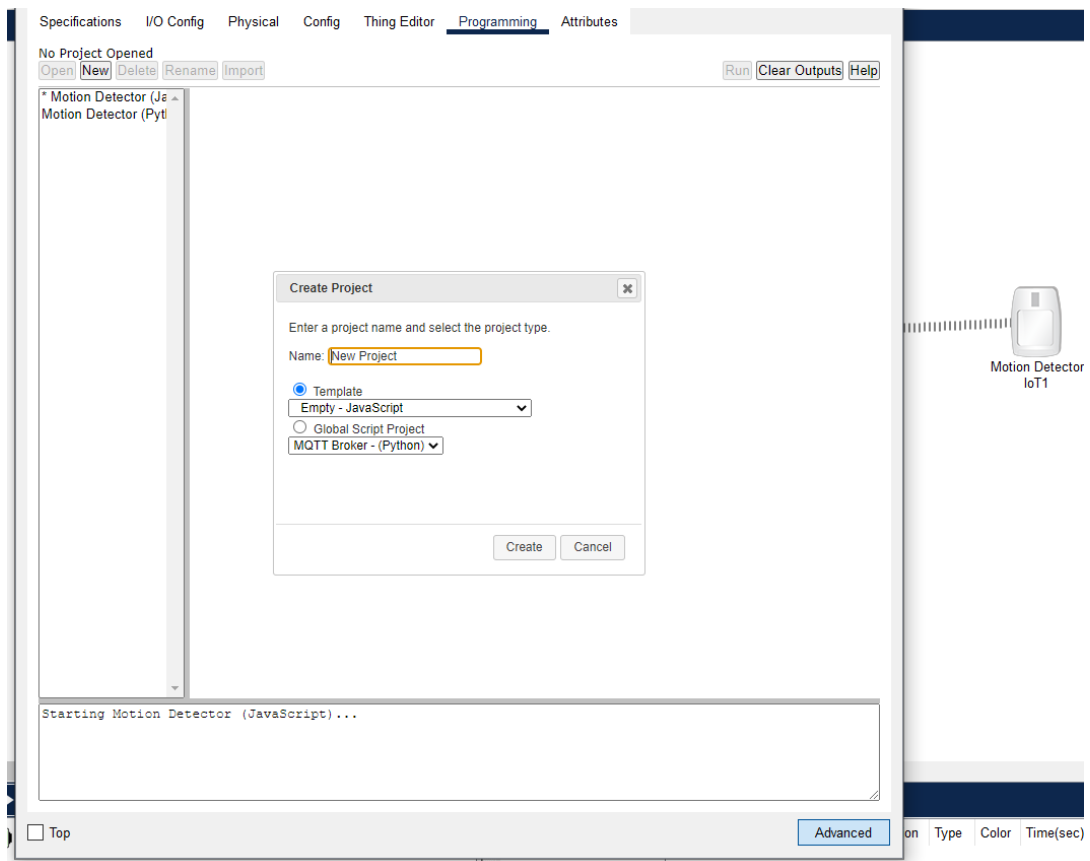 Specifications I/O Config Physical Config Thing Editor Programming Attributes
No Project Opened
Open New Delete Rename Import Run Clear Outputs Help
* Motion Detector (Ja
Motion Detector (Pyt
Create Project
Enter a project name and select the project type.
Name: New Project
Template
Empty - JavaScript
Global Script Project
MQTT Broker - (Python)
Create Cancel
Motion Detector
IoT1
Starting Motion Detector (JavaScript)...
Top Advanced
on Type Color Time(sec)